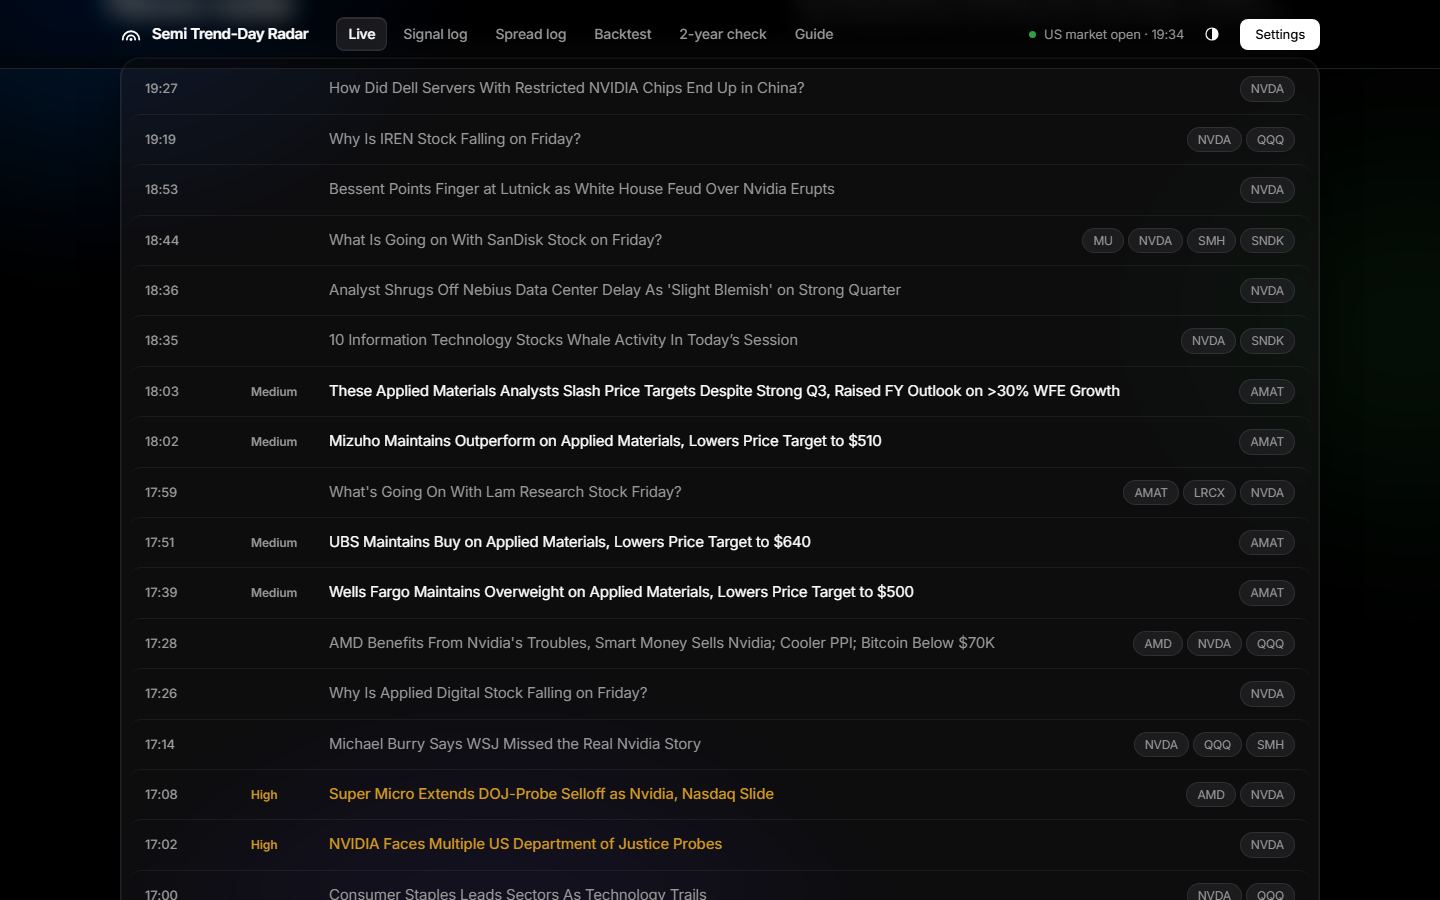 Semi Trend-Day Radar Live Signal log Spread log Backtest 2-year check Guide US market open · 19:34 Settings
19:27 How Did Dell Servers With Restricted NVIDIA Chips End Up in China? NVDA
19:19 Why Is IREN Stock Falling on Friday? NVDA QQQ
18:53 Bessent Points Finger at Lutnick as White House Feud Over Nvidia Erupts NVDA
18:44 What Is Going on With SanDisk Stock on Friday? MU NVDA SMH SNDK
18:36 Analyst Shrugs Off Nebius Data Center Delay As 'Slight Blemish' on Strong Quarter NVDA
18:35 10 Information Technology Stocks Whale Activity In Today’s Session NVDA SNDK
18:03 Medium These Applied Materials Analysts Slash Price Targets Despite Strong Q3, Raised FY Outlook on >30% WFE Growth AMAT
18:02 Medium Mizuho Maintains Outperform on Applied Materials, Lowers Price Target to $510 AMAT
17:59 What's Going On With Lam Research Stock Friday? AMAT LRCX NVDA
17:51 Medium UBS Maintains Buy on Applied Materials, Lowers Price Target to $640 AMAT
17:39 Medium Wells Fargo Maintains Overweight on Applied Materials, Lowers Price Target to $500 AMAT
17:28 AMD Benefits From Nvidia's Troubles, Smart Money Sells Nvidia; Cooler PPI; Bitcoin Below $70K AMD NVDA QQQ
17:26 Why Is Applied Digital Stock Falling on Friday? NVDA
17:14 Michael Burry Says WSJ Missed the Real Nvidia Story NVDA QQQ SMH
17:08 High Super Micro Extends DOJ-Probe Selloff as Nvidia, Nasdaq Slide AMD NVDA
17:02 High NVIDIA Faces Multiple US Department of Justice Probes NVDA
17:00 Consumer Staples Leads Sectors As Technology Trails NVDA QQQ